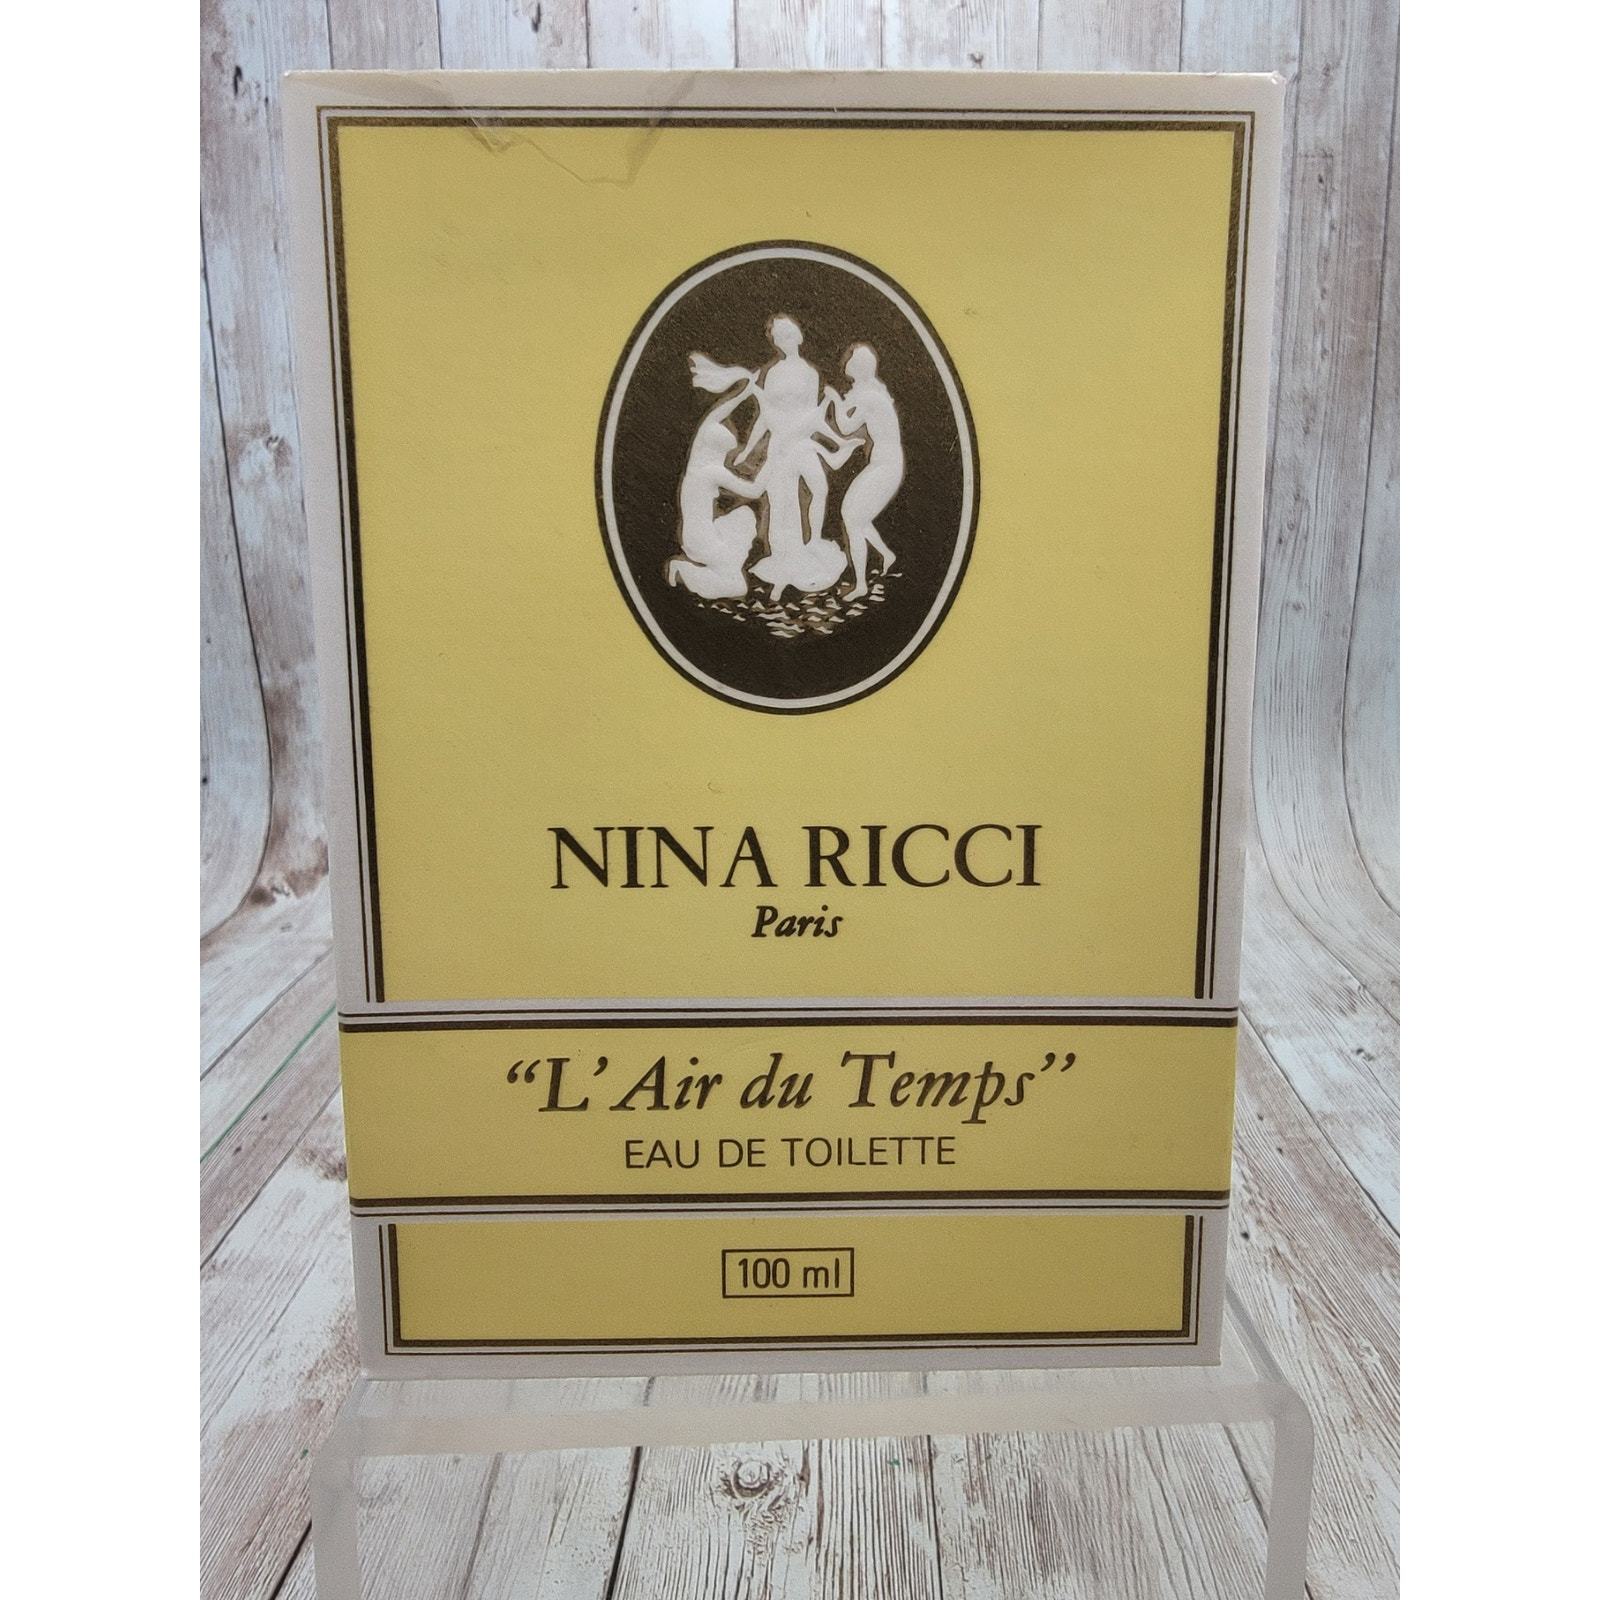 NINA RICCI
Paris
“L’Air du Temps”
EAU DE TOILETTE
100 ml